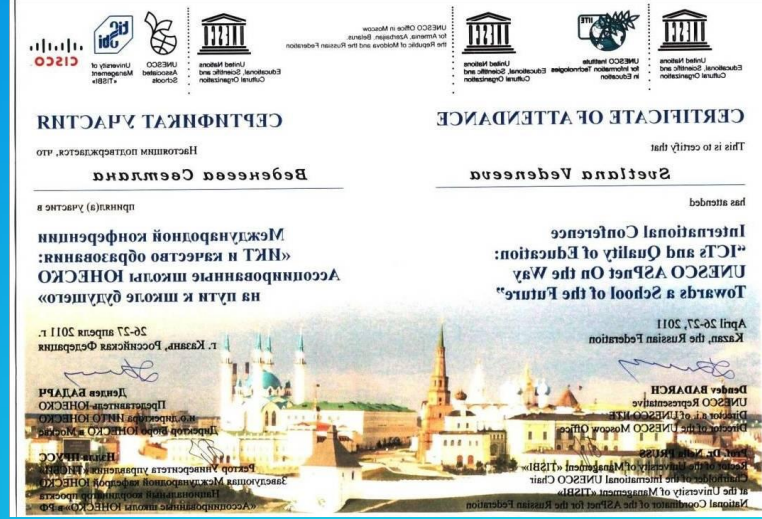 United Nations
Educational, Scientific and
Cultural Organization
IITE
UNESCO Institute
for Information Technologies
in Education
United Nations
Educational, Scientific and
Cultural Organization
UNESCO Office in Moscow
for Armenia, Azerbaijan, Belarus,
the Republic of Moldova and the Russian Federation
United Nations
Educational, Scientific and
Cultural Organization
UNESCO
Associated
Schools
University of
Management
«TISBI»
CISCO
CERTIFICATE OF ATTENDANCE
This is to certify that
Svetlana Vedeneeva
has attended
International Conference
“ICTs and Quality of Education:
UNESCO ASPnet On the Way
Towards a School of the Future”
April 26-27, 2011
Kazan, the Russian Federation
Dendev BADARCH
UNESCO Representative
Director a.i. of UNESCO IITE
Director of the UNESCO Moscow Office
Prof. Dr. Nella PRUSS
Rector of the University of Management «TISBI»
Chairholder of the International UNESCO Chair
at the University of Management «TISBI»
National Coordinator of the ASPnet for the Russian Federation
СЕРТИФИКАТ УЧАСТИЯ
Настоящим подтверждается, что
Веденеева Светлана
принял(а) участие в
Международной конференции
«ИКТ и качество образования:
Ассоциированные школы ЮНЕСКО
на пути к школе будущего»
26-27 апреля 2011 г.
г. Казань, Российская Федерация
Дендев БАДАРЧ
Представитель ЮНЕСКО
и.о.директора ИИТО ЮНЕСКО
Директор Бюро ЮНЕСКО в Москве
Нэлла ПРУСС
Ректор Университета управления «ТИСБИ»
Заведующая Международной кафедрой ЮНЕСКО
Национальный координатор проекта
«Ассоциированные школы ЮНЕСКО» в РФ